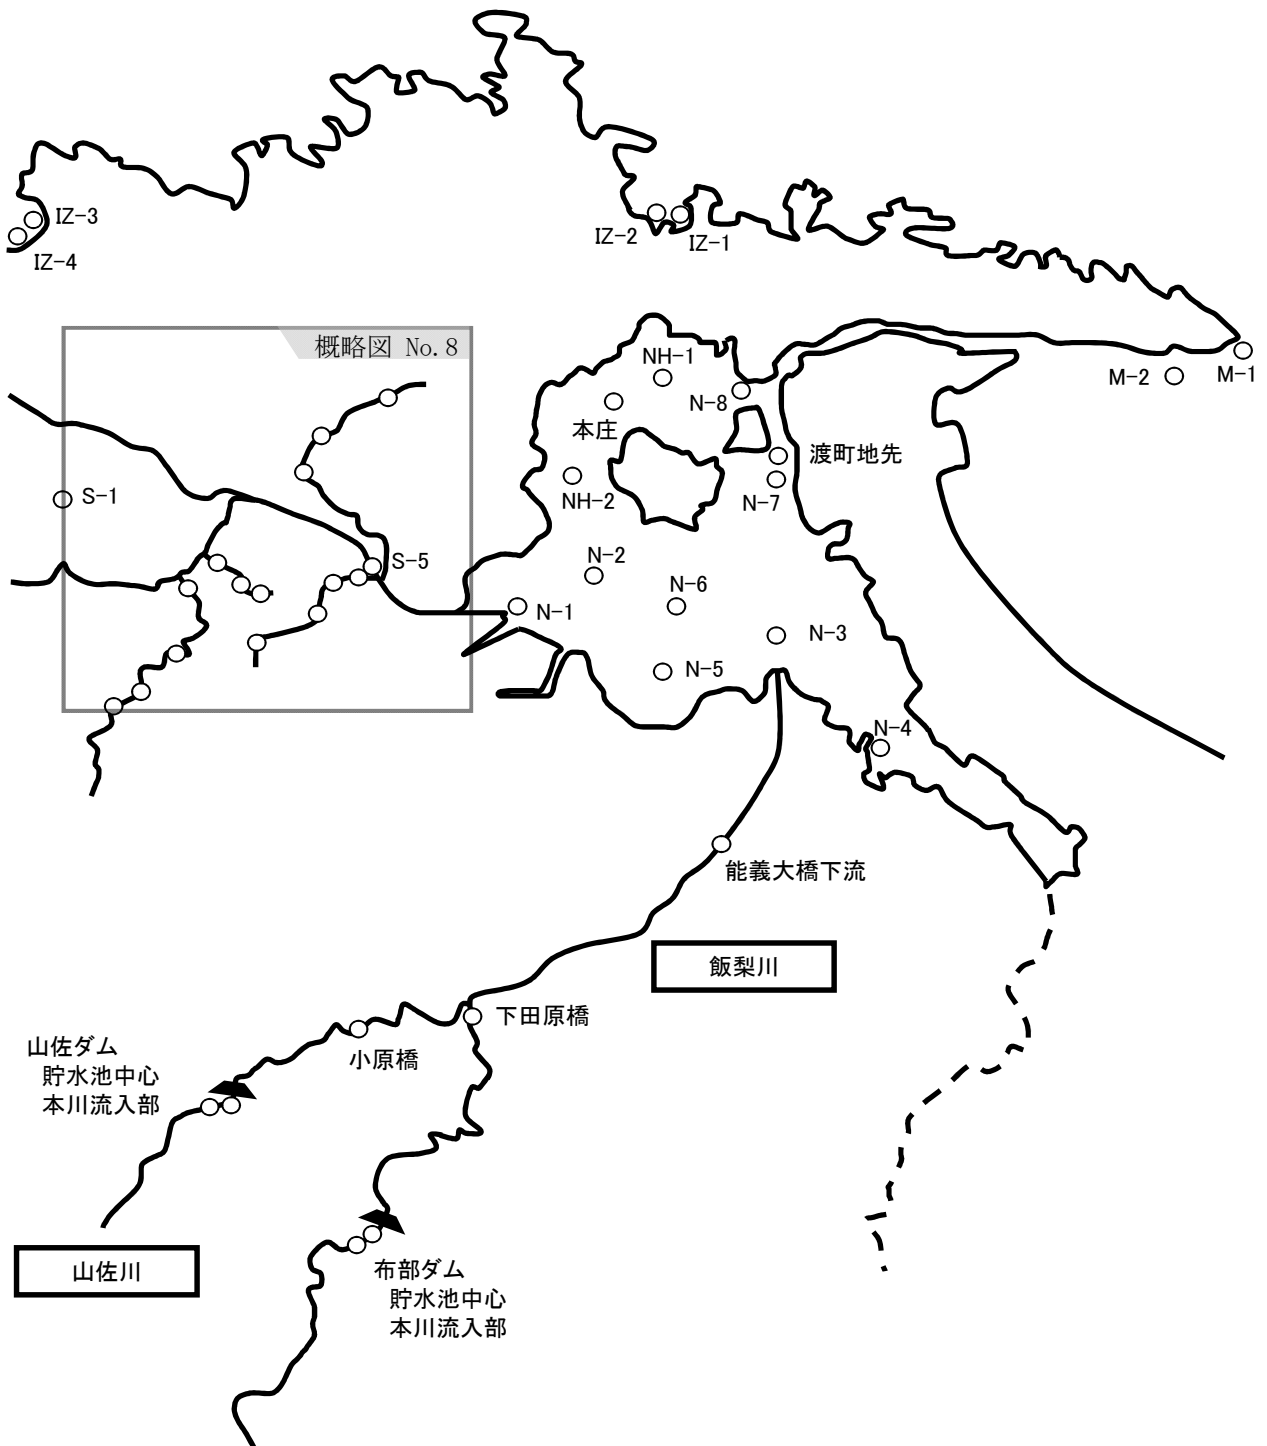 IZ-3
IZ-4
IZ-2
IZ-1
概略図 No.8
NH-1
M-2
M-1
N-8
本庄
渡町地先
S-1
NH-2
N-7
S-5
N-2
N-6
N-1
N-3
N-5
N-4
能義大橋下流
飯梨川
下田原橋
小原橋
山佐ダム
貯水池中心
本川流入部
山佐川
布部ダム
貯水池中心
本川流入部